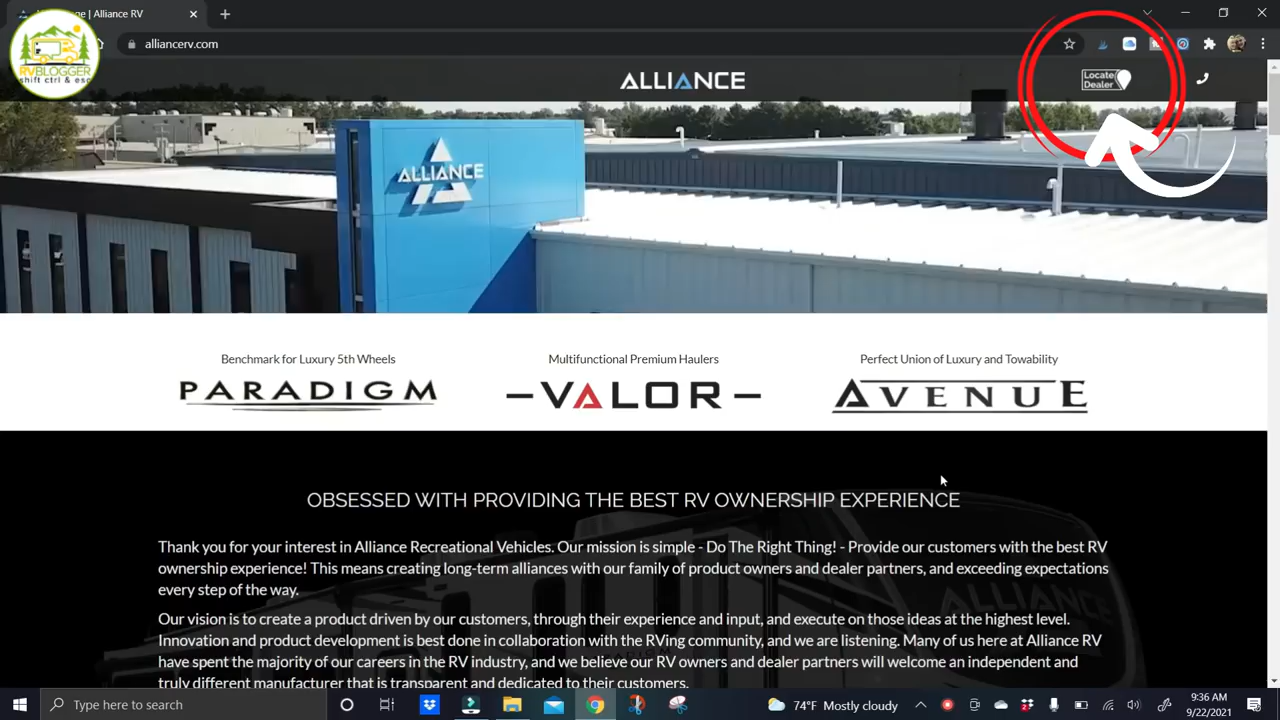 Alliance RV
alliancerv.com
RVBLOGGER
shift ctrl & esc
ALLIANCE
Locate
Dealer
ALLIANCE
Benchmark for Luxury 5th Wheels
PARADIGM
Multifunctional Premium Haulers
VALOR
Perfect Union of Luxury and Towability
AVENUE
OBSESSED WITH PROVIDING THE BEST RV OWNERSHIP EXPERIENCE
Thank you for your interest in Alliance Recreational Vehicles. Our mission is simple - Do The Right Thing! - Provide our customers with the best RV
ownership experience! This means creating long-term alliances with our family of product owners and dealer partners, and exceeding expectations
every step of the way.
Our vision is to create a product driven by our customers, through their experience and input, and execute on those ideas at the highest level.
Innovation and product development is best done in collaboration with the RVing community, and we are listening. Many of us here at Alliance RV
have spent the majority of our careers in the RV industry, and we believe our RV owners and dealer partners will welcome an independent and
truly different manufacturer that is transparent and dedicated to their customers.
ALLIANCE
PARADIGM
Type here to search
74°F Mostly cloudy
9:36 AM
9/22/2021